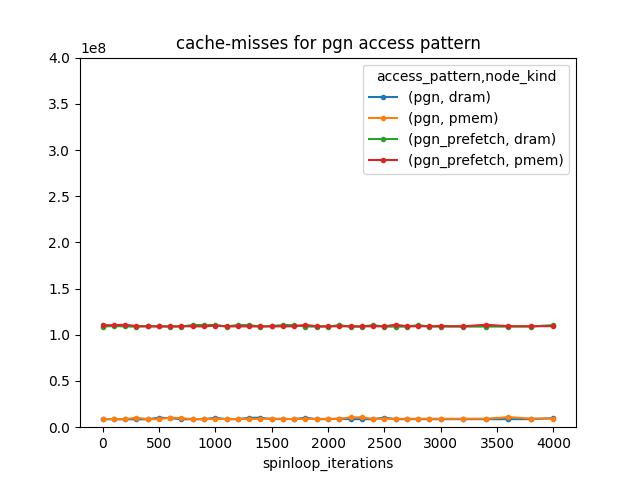 cache-misses for pgn access pattern
1e8
4.0
3.5
3.0
2.5
2.0
1.5
1.0
0.5
0.0
access_pattern,node_kind
(pgn, dram)
(pgn, pmem)
(pgn_prefetch, dram)
(pgn_prefetch, pmem)
0 500 1000 1500 2000 2500 3000 3500 4000
spinloop_iterations